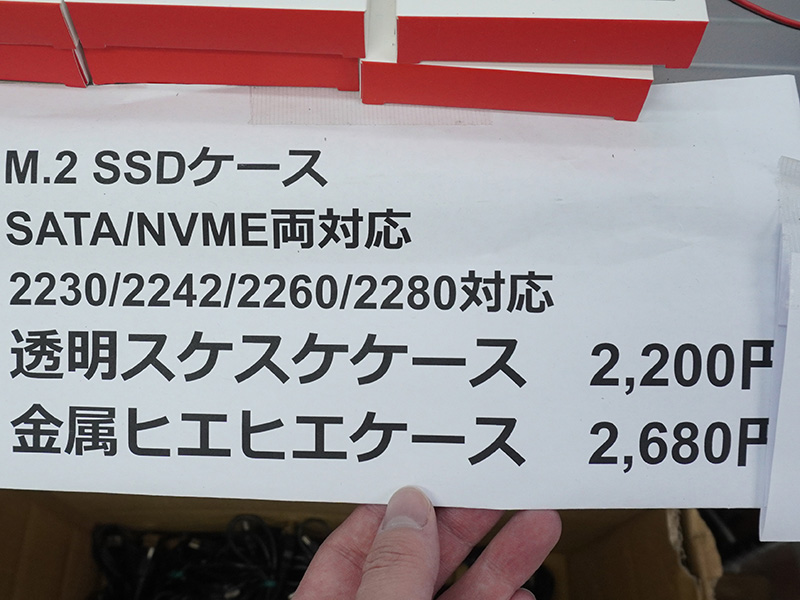 M.2 SSDケース
SATA/NVME両対応
2230/2242/2260/2280対応
透明スケスケケース 2,200円
金属ヒエヒエケース 2,680円